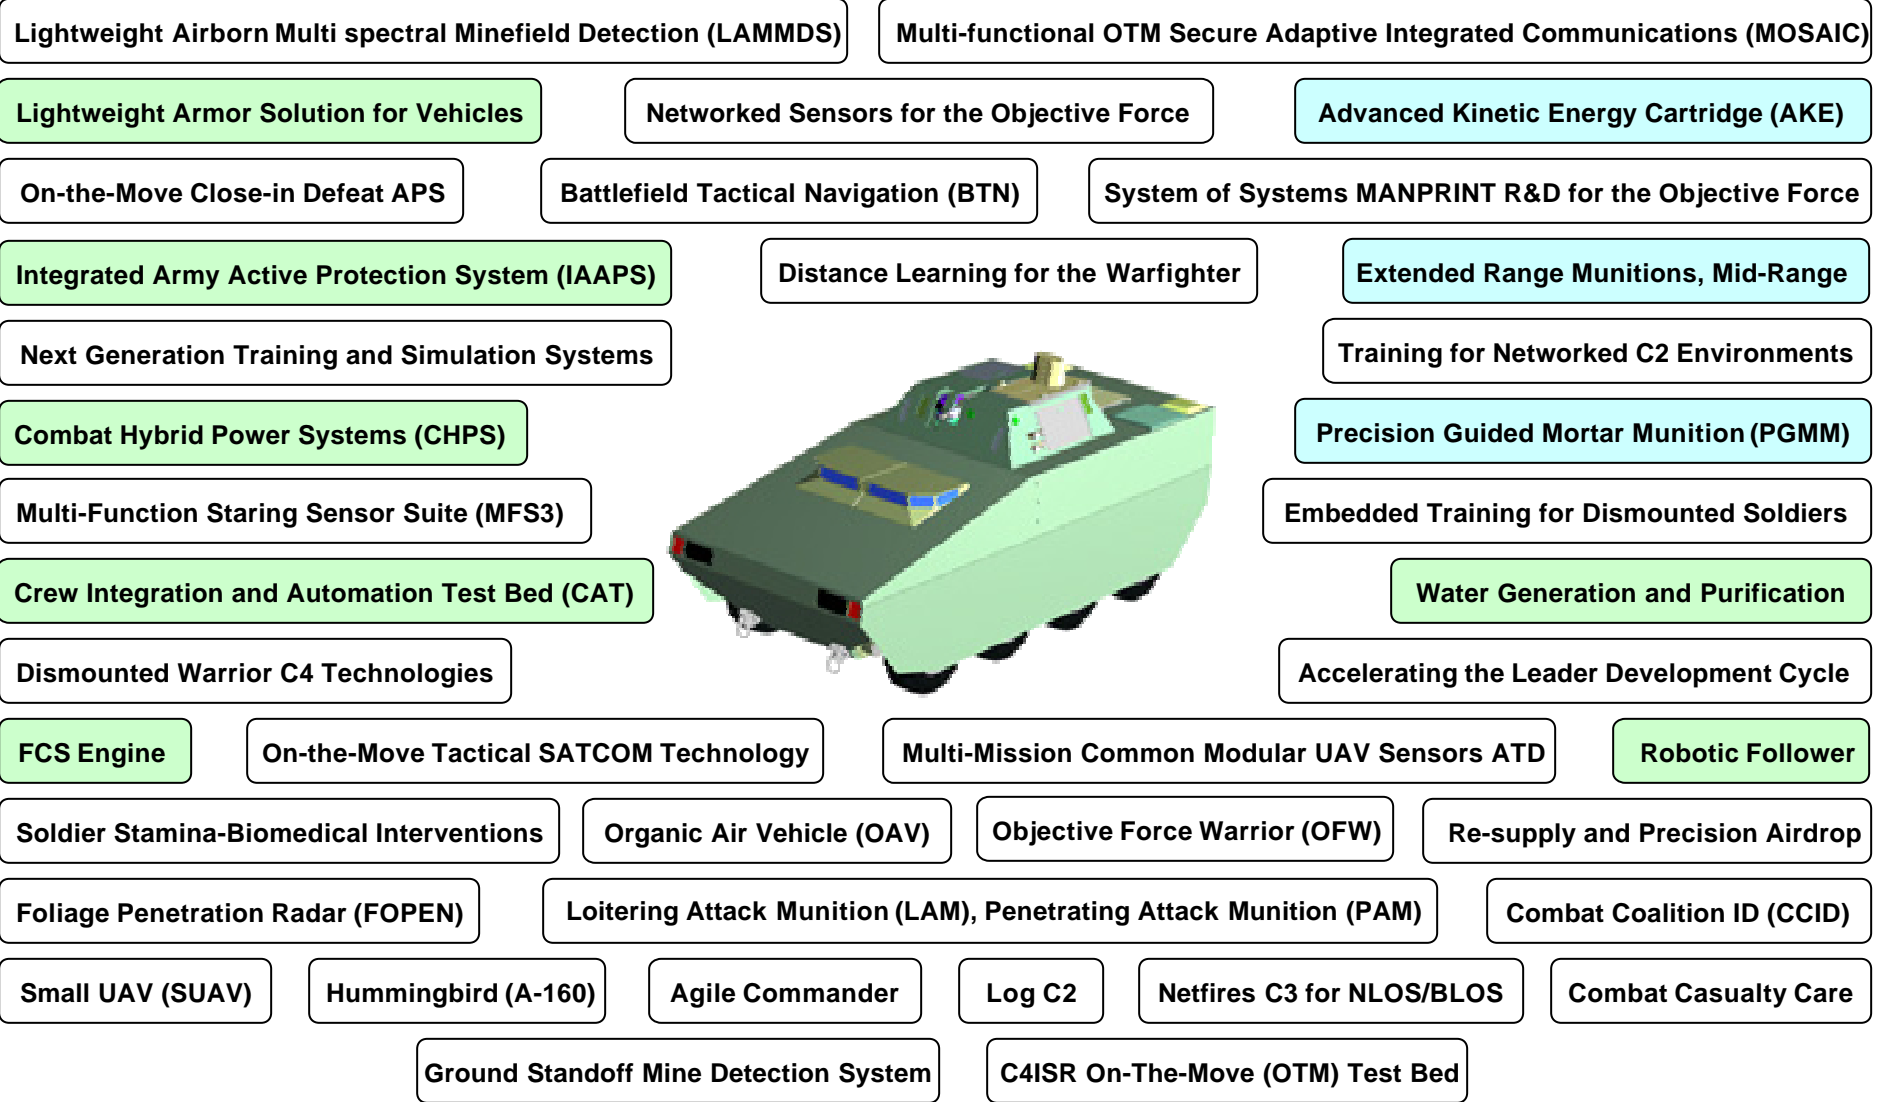 Lightweight Airborn Multi spectral Minefield Detection (LAMMDS)
Multi-functional OTM Secure Adaptive Integrated Communications (MOSAIC)
Lightweight Armor Solution for Vehicles
Networked Sensors for the Objective Force
Advanced Kinetic Energy Cartridge (AKE)
On-the-Move Close-in Defeat APS
Battlefield Tactical Navigation (BTN)
System of Systems MANPRINT R&D for the Objective Force
Integrated Army Active Protection System (IAAPS)
Distance Learning for the Warfighter
Extended Range Munitions, Mid-Range
Next Generation Training and Simulation Systems
Training for Networked C2 Environments
Combat Hybrid Power Systems (CHPS)
Precision Guided Mortar Munition (PGMM)
Multi-Function Staring Sensor Suite (MFS3)
Embedded Training for Dismounted Soldiers
Crew Integration and Automation Test Bed (CAT)
Water Generation and Purification
Dismounted Warrior C4 Technologies
Accelerating the Leader Development Cycle
FCS Engine
On-the-Move Tactical SATCOM Technology
Multi-Mission Common Modular UAV Sensors ATD
Robotic Follower
Soldier Stamina-Biomedical Interventions
Organic Air Vehicle (OAV)
Objective Force Warrior (OFW)
Re-supply and Precision Airdrop
Foliage Penetration Radar (FOPEN)
Loitering Attack Munition (LAM), Penetrating Attack Munition (PAM)
Combat Coalition ID (CCID)
Small UAV (SUAV)
Hummingbird (A-160)
Agile Commander
Log C2
Netfires C3 for NLOS/BLOS
Combat Casualty Care
Ground Standoff Mine Detection System
C4ISR On-The-Move (OTM) Test Bed